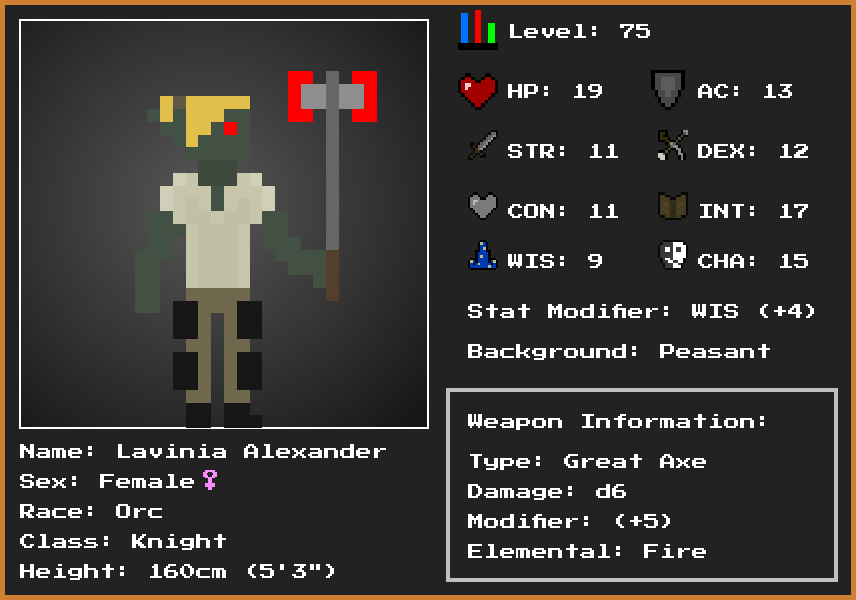 Level: 75
HP: 19
AC: 13
STR: 11
DEX: 12
CON: 11
INT: 17
WIS: 9
CHA: 15
Stat Modifier: WIS (+4)
Background: Peasant
Weapon Information:
Type: Great Axe
Damage: d6
Modifier: (+5)
Elemental: Fire
Name: Lavinia Alexander
Sex: Female♀
Race: Orc
Class: Knight
Height: 160cm (5'3")